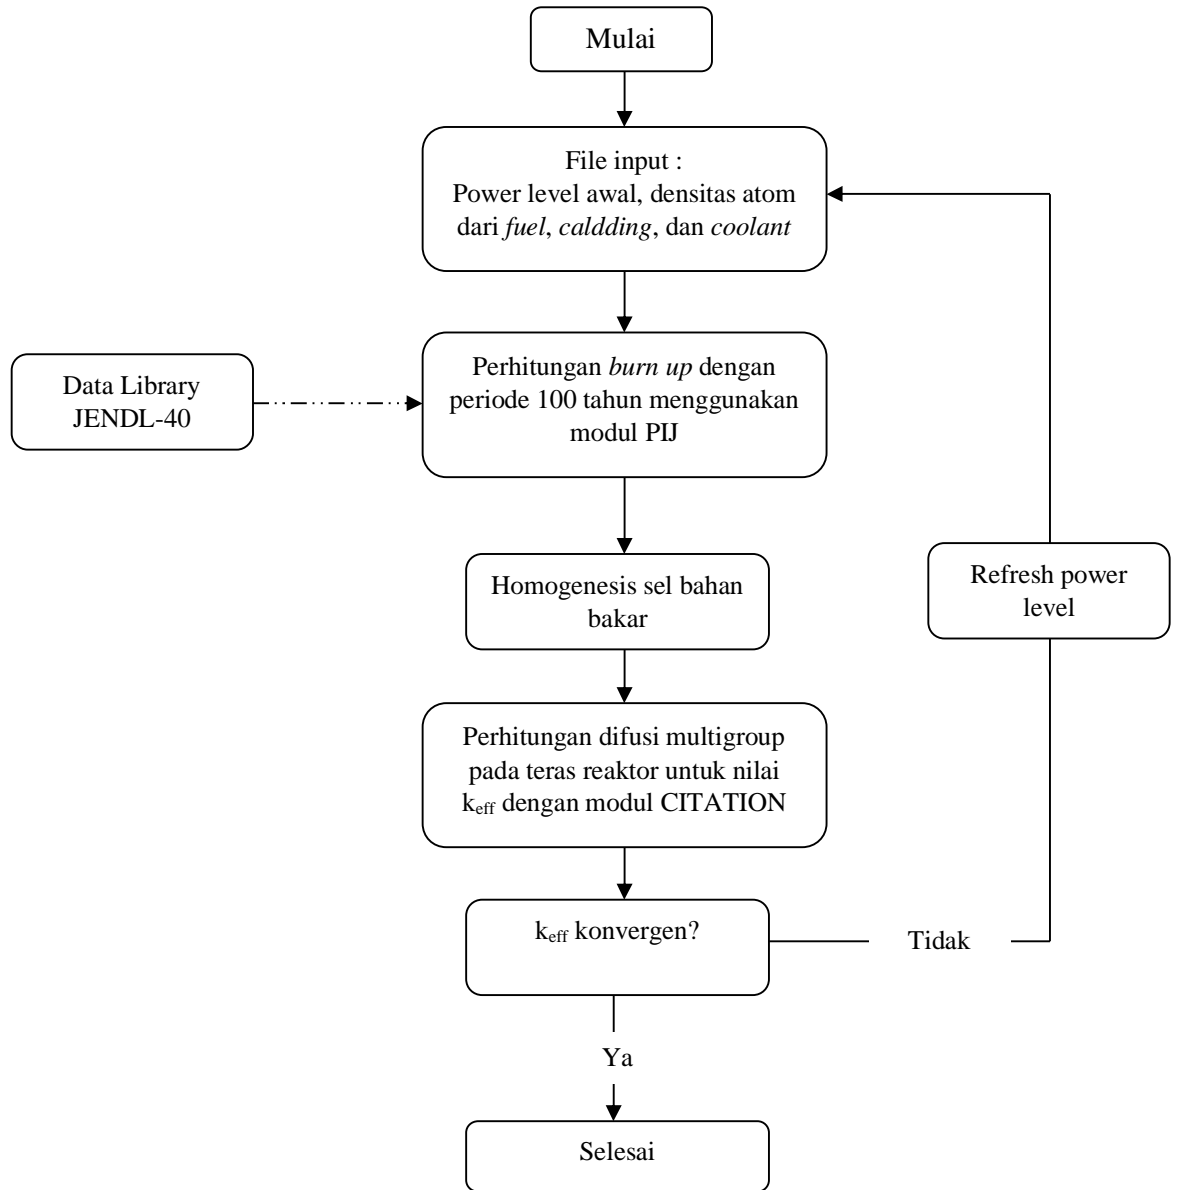 Mulai
File input :
Power level awal, densitas atom
dari fuel, caldding, dan coolant
Data Library
JENDL-40
Perhitungan burn up dengan
periode 100 tahun menggunakan
modul PIJ
Homogenesis sel bahan
bakar
Refresh power
level
Perhitungan difusi multigroup
pada teras reaktor untuk nilai
keff dengan modul CITATION
keff konvergen?
Tidak
Ya
Selesai